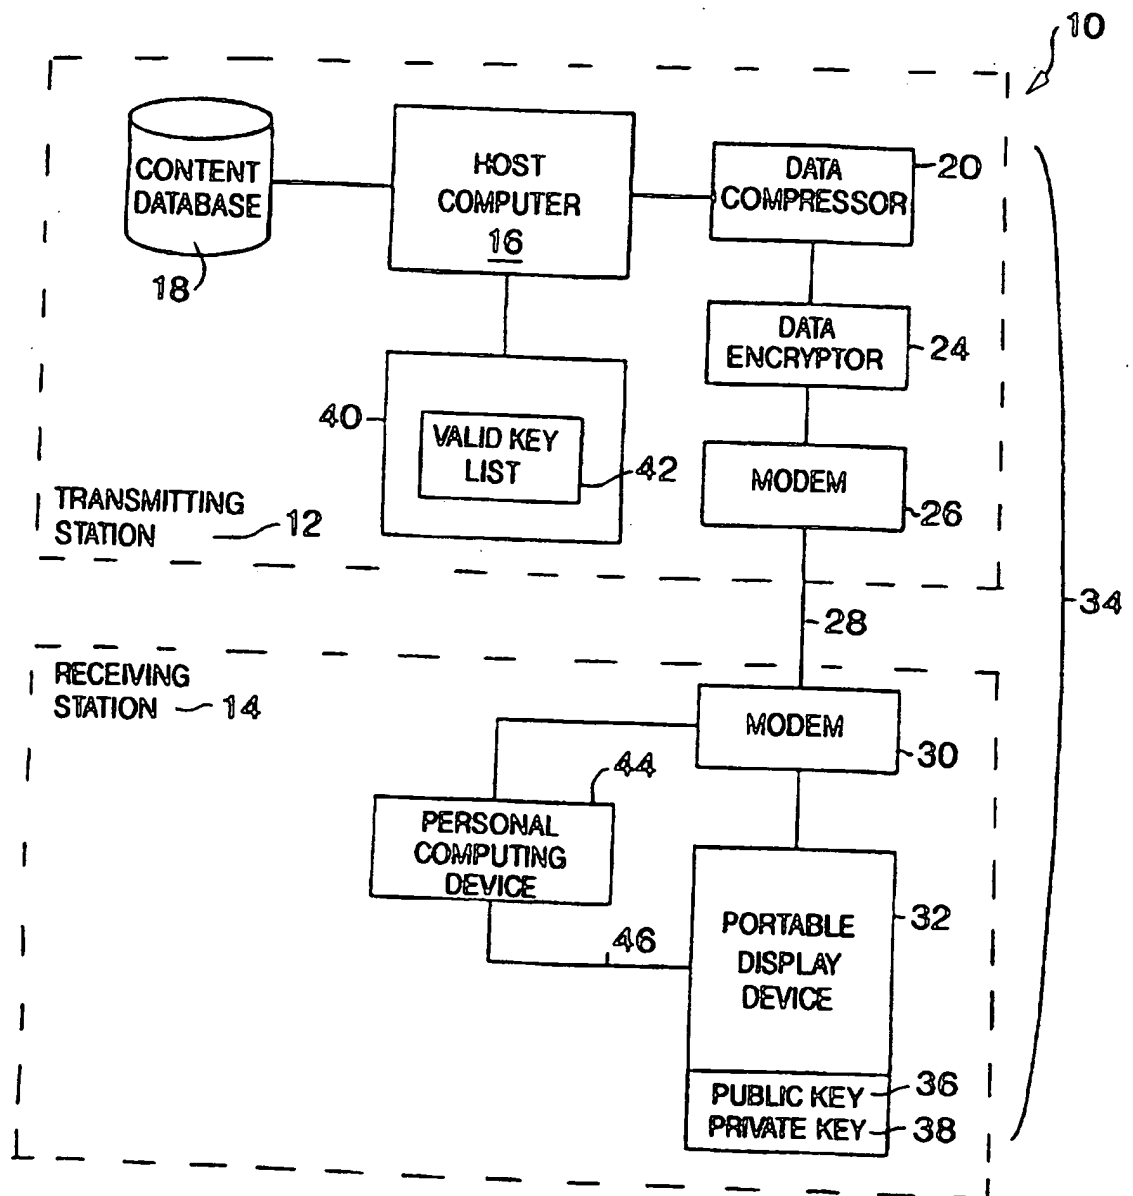 10
CONTENT
DATABASE
18
HOST
COMPUTER
16
DATA
COMPRESSOR
20
DATA
ENCRYPTOR
24
40
VALID KEY
LIST
42
MODEM
26
TRANSMITTING
STATION
12
28
34
RECEIVING
STATION
14
MODEM
30
44
PERSONAL
COMPUTING
DEVICE
46
PORTABLE
DISPLAY
DEVICE
32
PUBLIC KEY
36
PRIVATE KEY
38